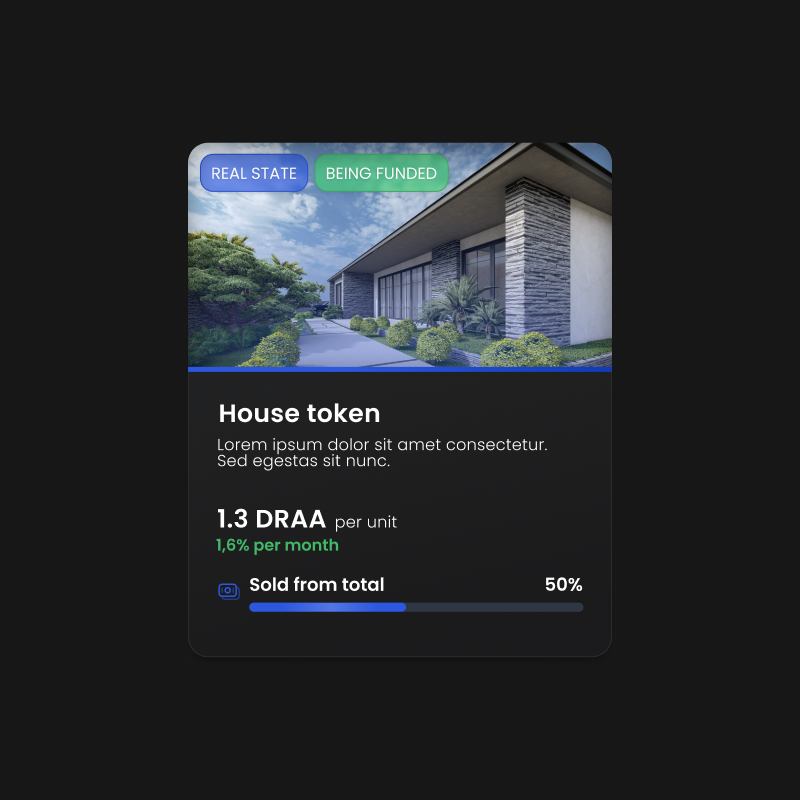 REAL STATE
BEING FUNDED
House token
Lorem ipsum dolor sit amet consectetur.
Sed egestas sit nunc.
1.3 DRAA per unit
1,6% per month
Sold from total 50%